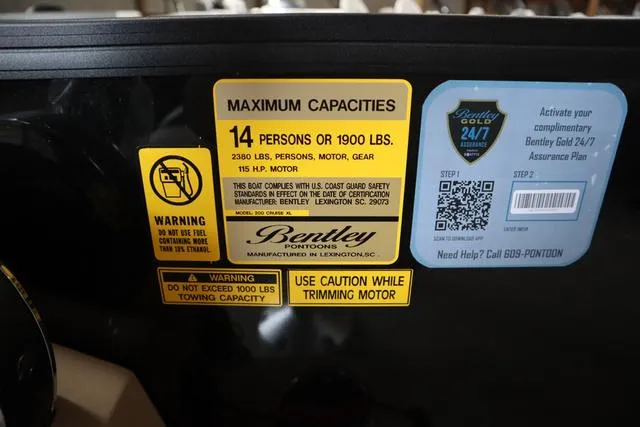 MAXIMUM CAPACITIES
14 PERSONS OR 1900 LBS.
2380 LBS, PERSONS, MOTOR, GEAR
115 H.P. MOTOR
THIS BOAT COMPLIES WITH U.S. COAST GUARD SAFETY
STANDARDS IN EFFECT ON THE DATE OF CERTIFICATION
MANUFACTURER: BENTLEY LEXINGTON SC. 29073
MODEL: 200 CRUISE XL
Bentley
PONTOONS
MANUFACTURED IN LEXINGTON, SC.
WARNING
DO NOT USE FUEL
CONTAINING MORE
THAN 10% ETHANOL.
WARNING
DO NOT EXCEED 1000 LBS
TOWING CAPACITY
USE CAUTION WHILE
TRIMMING MOTOR
Bentley
GOLD
24/7
ASSURANCE
Activate your
complimentary
Bentley Gold 24/7
Assurance Plan
STEP 1
STEP 2
SCAN TO DOWNLOAD APP
Need Help? Call 609-PONTOON